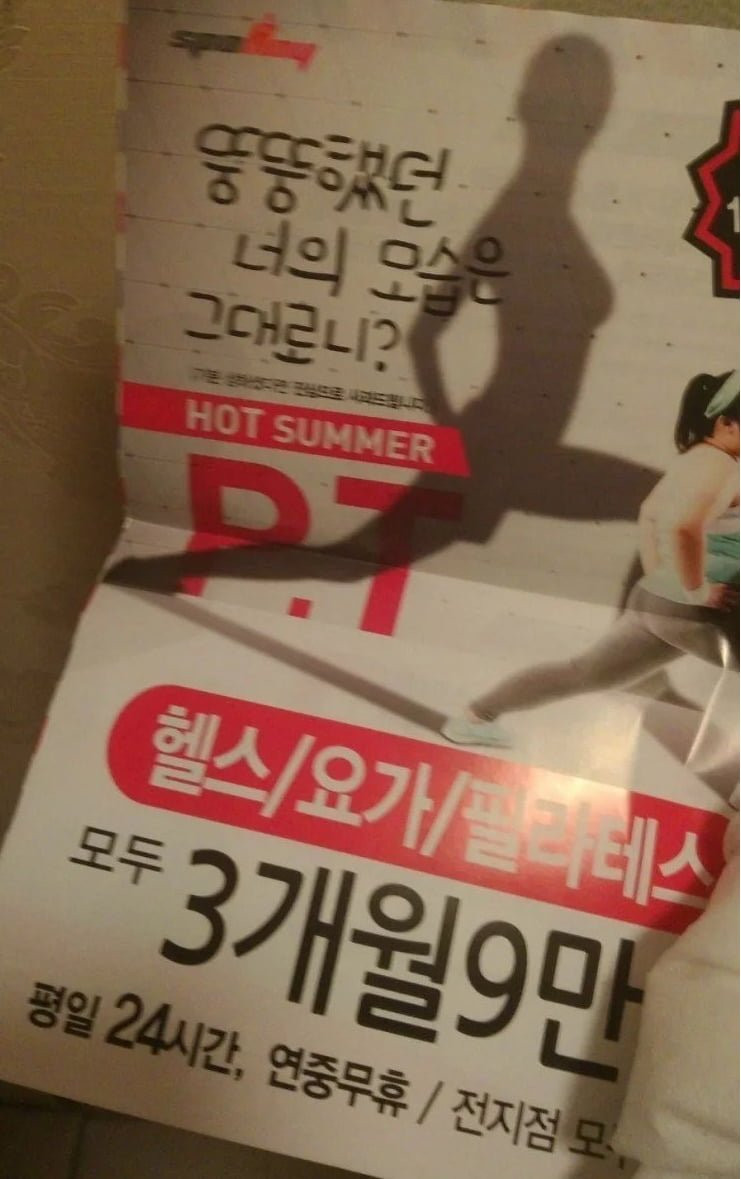 뚱뚱했던
너의 모습은
그대로니?
HOT SUMMER
P.T
헬스/요가/필라테스
모두 3개월9만
평일 24시간, 연중무휴 / 전지점